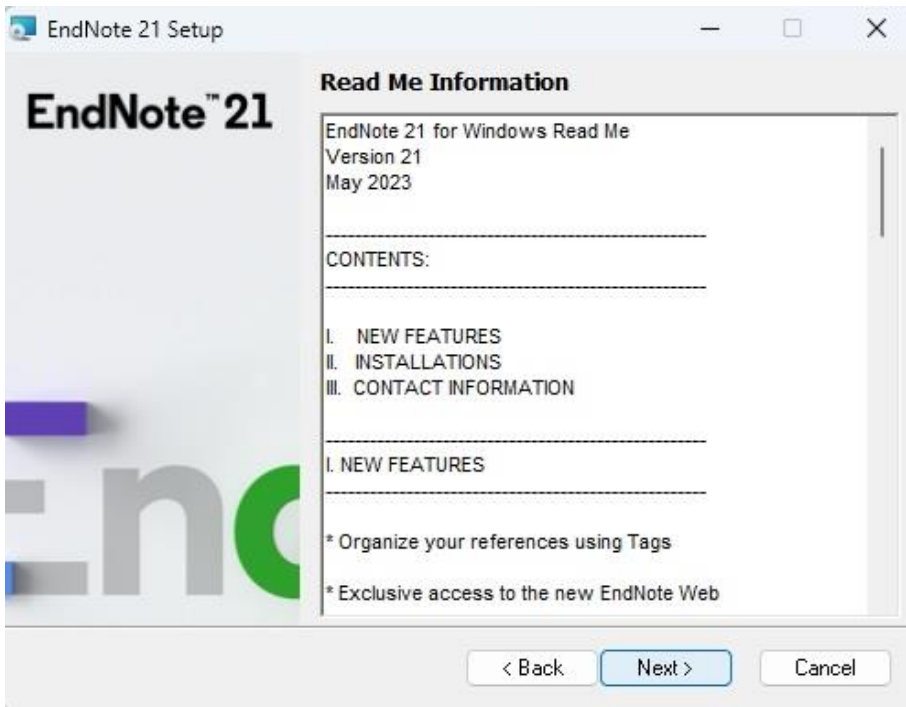 EndNote 21 Setup
EndNote™21
Read Me Information
EndNote 21 for Windows Read Me
Version 21
May 2023
-------------------------------------------------------
CONTENTS:
-------------------------------------------------------
I. NEW FEATURES
II. INSTALLATIONS
III. CONTACT INFORMATION
-------------------------------------------------------
I. NEW FEATURES
-------------------------------------------------------
* Organize your references using Tags
* Exclusive access to the new EndNote Web
End
< Back
Next >
Cancel